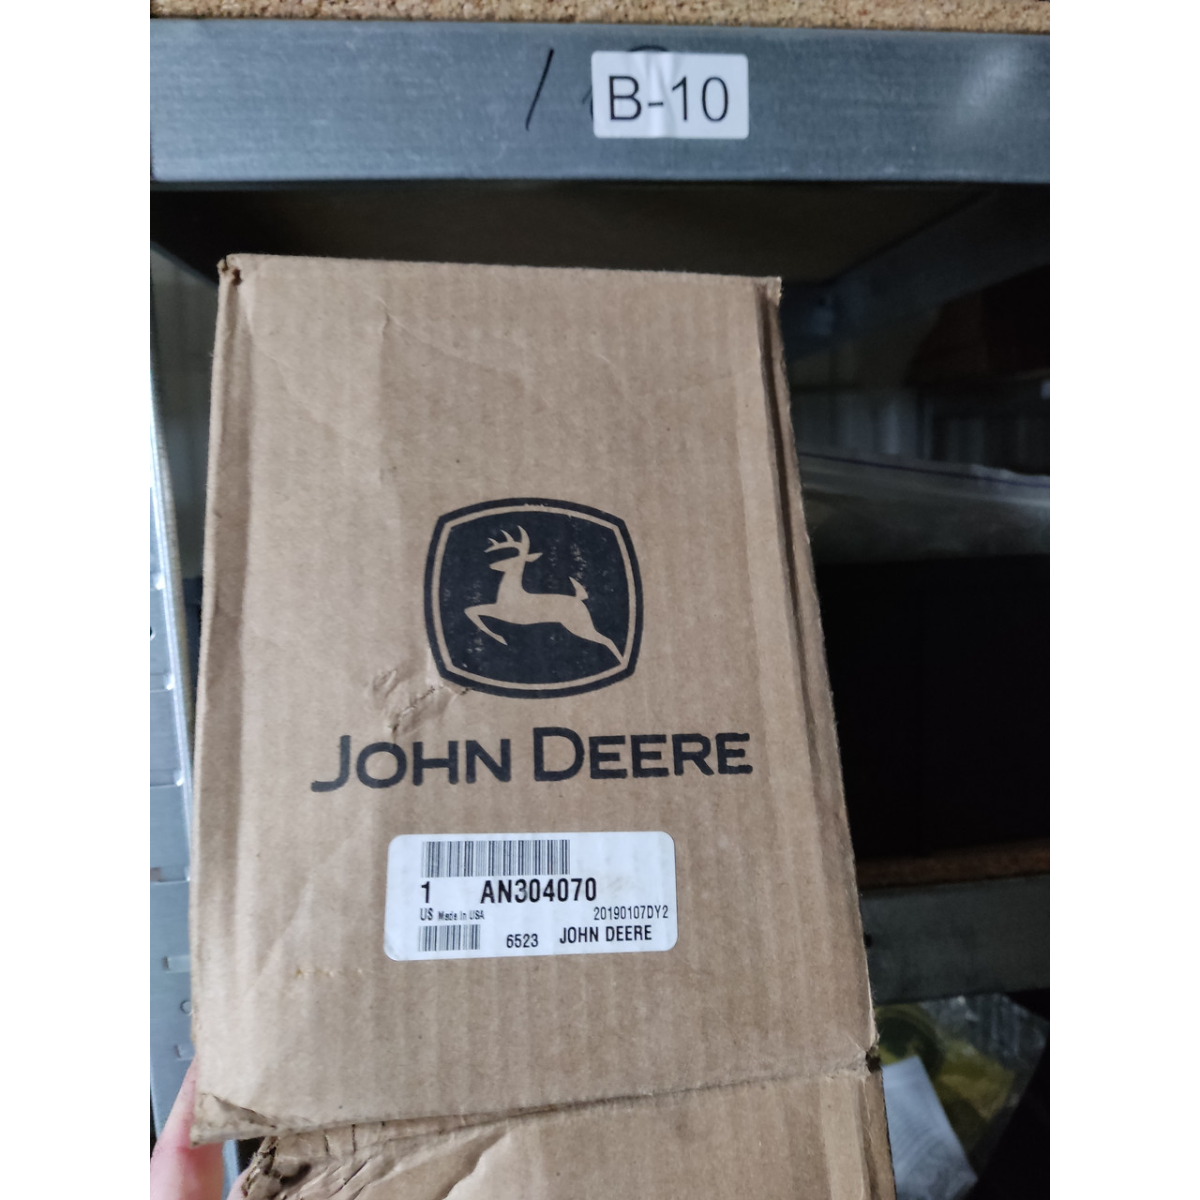 B-10
JOHN DEERE
1 AN304070
US Made In USA 20190107DY2
6523 JOHN DEERE